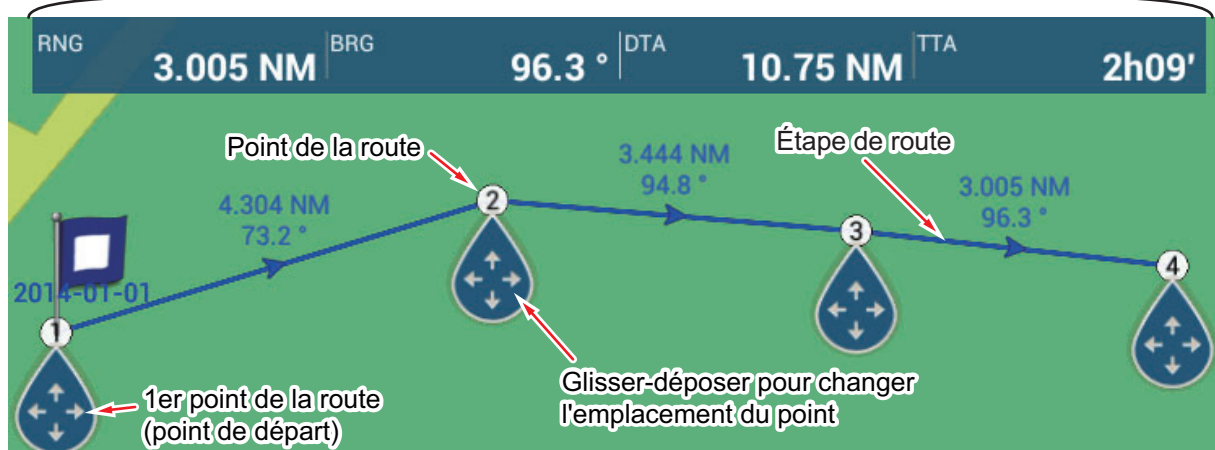 RNG 3.005 NM BRG 96.3 ° DTA 10.75 NM TTA 2h09'
Point de la route
3.444 NM
94.8 °
Étape de route
4.304 NM
73.2 °
3.005 NM
96.3 °
2
3
4
2014-01-01
1
1er point de la route
(point de départ)
Glisser-déposer pour changer
l'emplacement du point